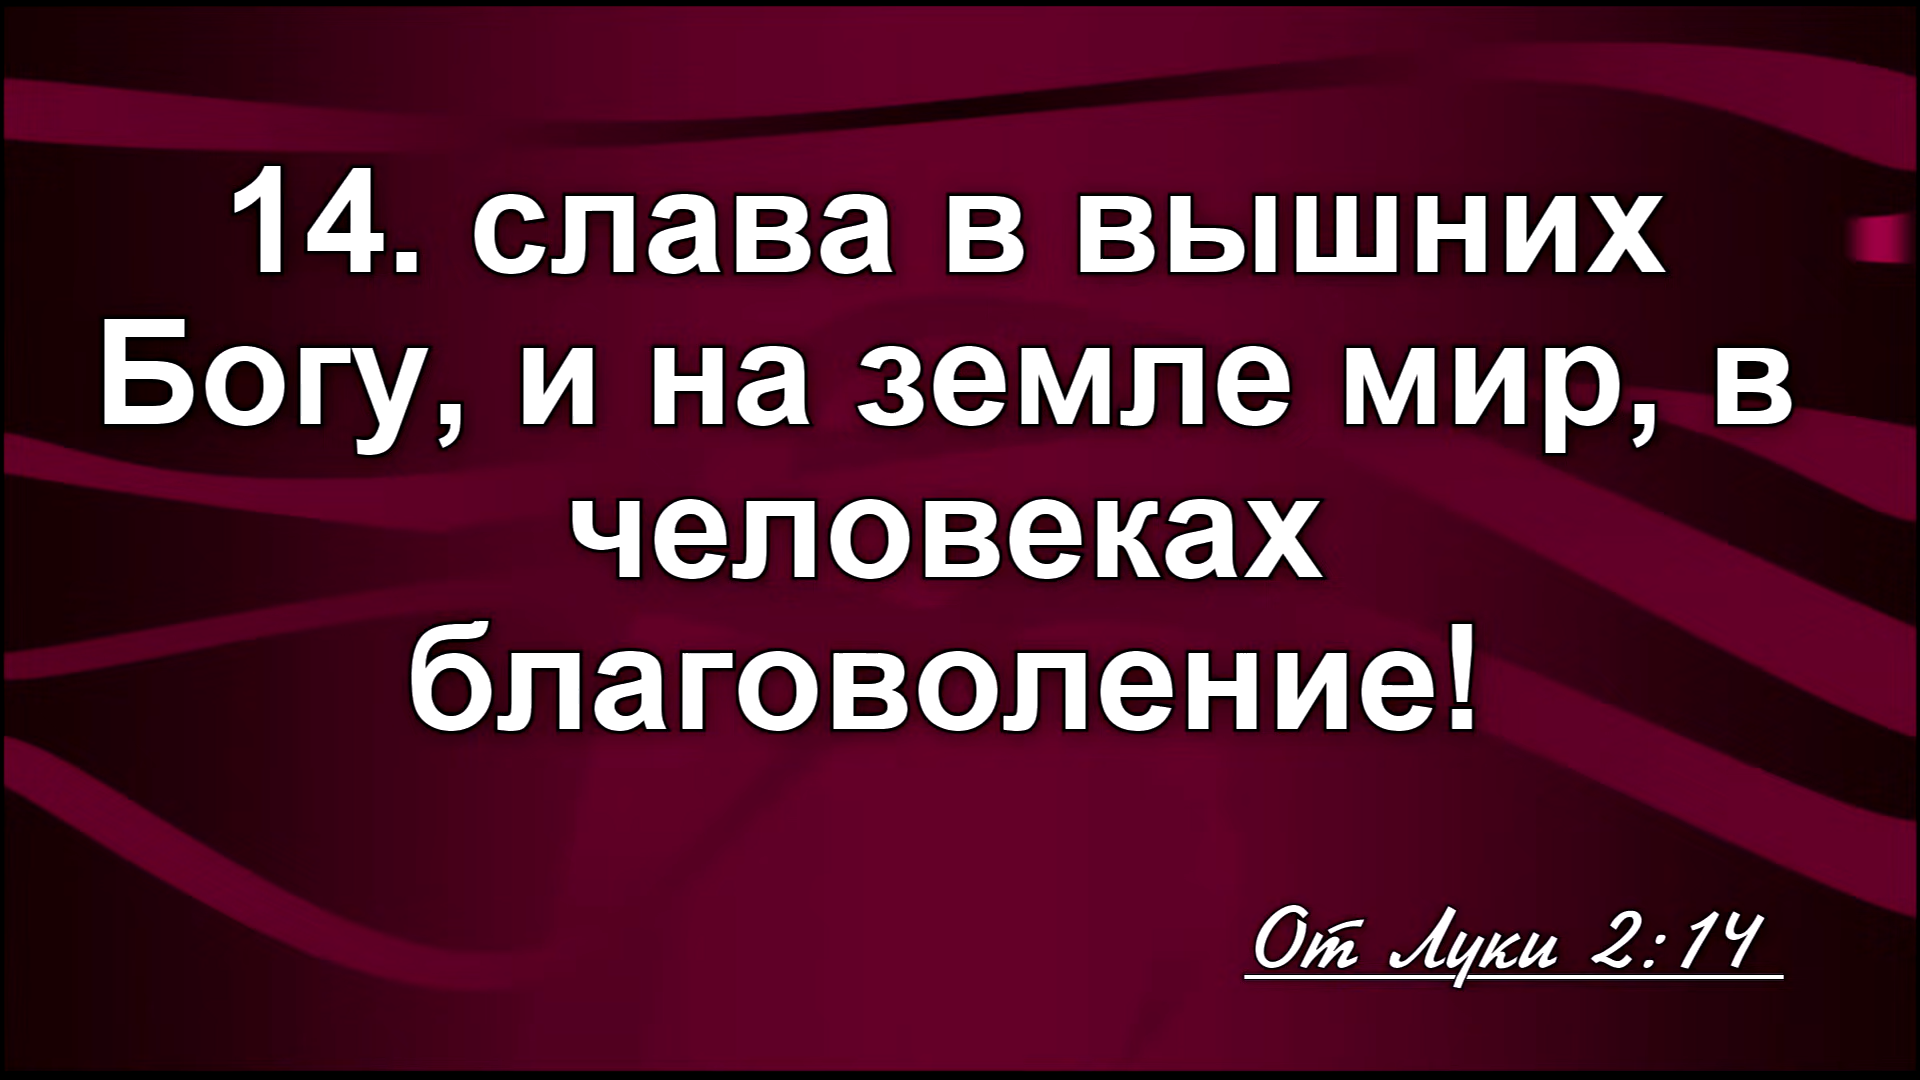 14. слава в вышних
Богу, и на земле мир, в
человеках
благоволение!
От Луки 2:14